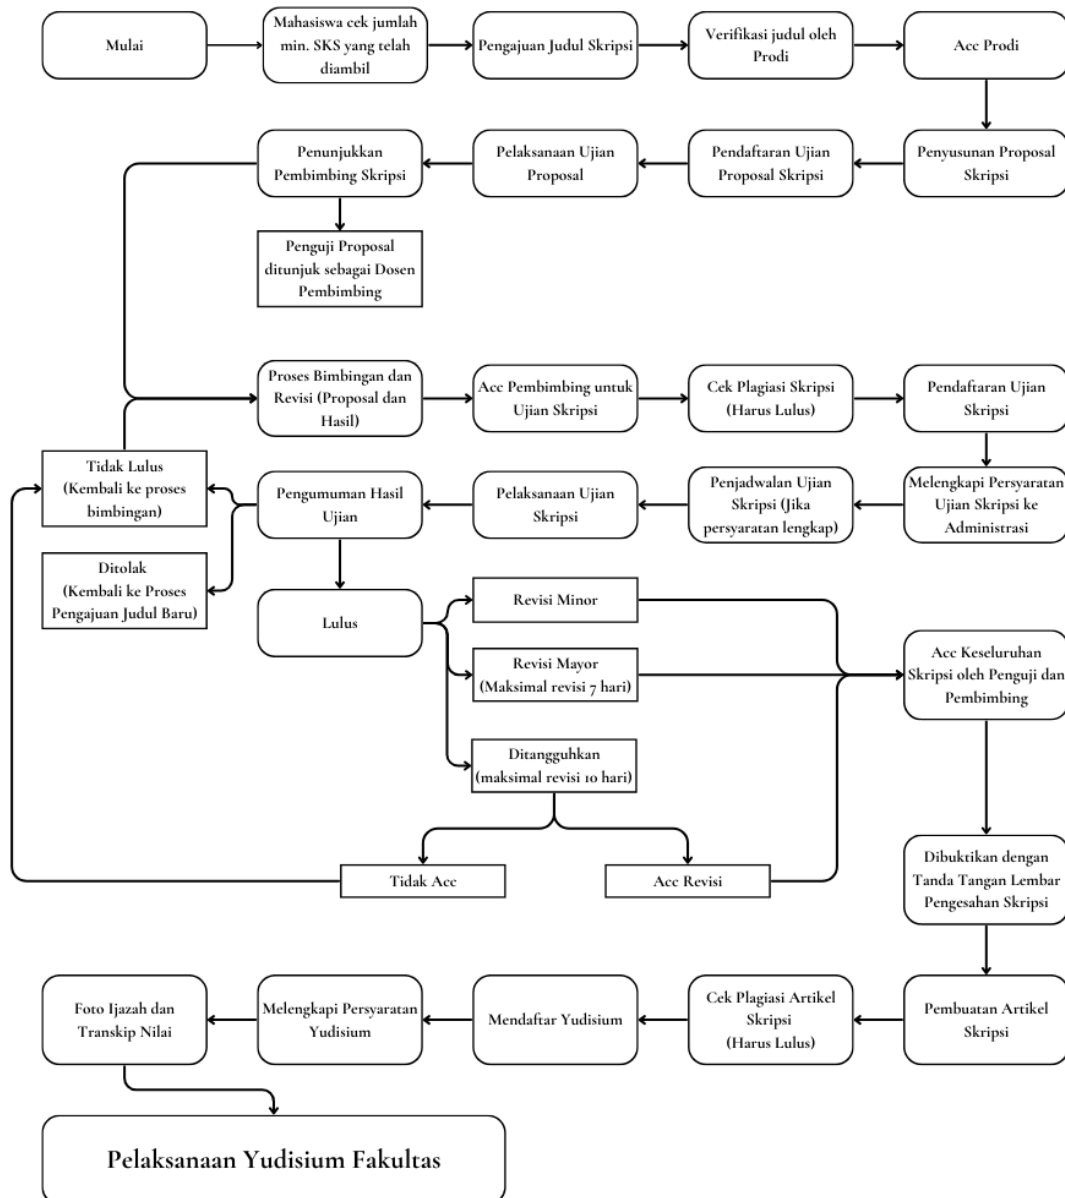 Mulai
Mahasiswa cek jumlah
min. SKS yang telah
diambil
Pengajuan Judul Skripsi
Verifikasi judul oleh
Prodi
Acc Prodi
Penunjukkan
Pembimbing Skripsi
Pelaksanaan Ujian
Proposal
Pendaftaran Ujian
Proposal Skripsi
Penyusunan Proposal
Skripsi
Penguji Proposal
ditunjuk sebagai Dosen
Pembimbing
Proses Bimbingan dan
Revisi (Proposal dan
Hasil)
Acc Pembimbing untuk
Ujian Skripsi
Cek Plagiasi Skripsi
(Harus Lulus)
Pendaftaran Ujian
Skripsi
Tidak Lulus
(Kembali ke proses
bimbingan)
Pengumuman Hasil
Ujian
Pelaksanaan Ujian
Skripsi
Penjadwalan Ujian
Skripsi (Jika
persyaratan lengkap)
Melengkapi Persyaratan
Ujian Skripsi ke
Administrasi
Ditolak
(Kembali ke Proses
Pengajuan Judul Baru)
Lulus
Revisi Minor
Revisi Mayor
(Maksimal revisi 7 hari)
Acc Keseluruhan
Skripsi oleh Penguji dan
Pembimbing
Ditangguhkan
(maksimal revisi 10 hari)
Tidak Acc
Acc Revisi
Dibuktikan dengan
Tanda Tangan Lembar
Pengesahan Skripsi
Foto Ijazah dan
Transkip Nilai
Melengkapi Persyaratan
Yudisium
Mendaftar Yudisium
Cek Plagiasi Artikel
Skripsi
(Harus Lulus)
Pembuatan Artikel
Skripsi
Pelaksanaan Yudisium Fakultas